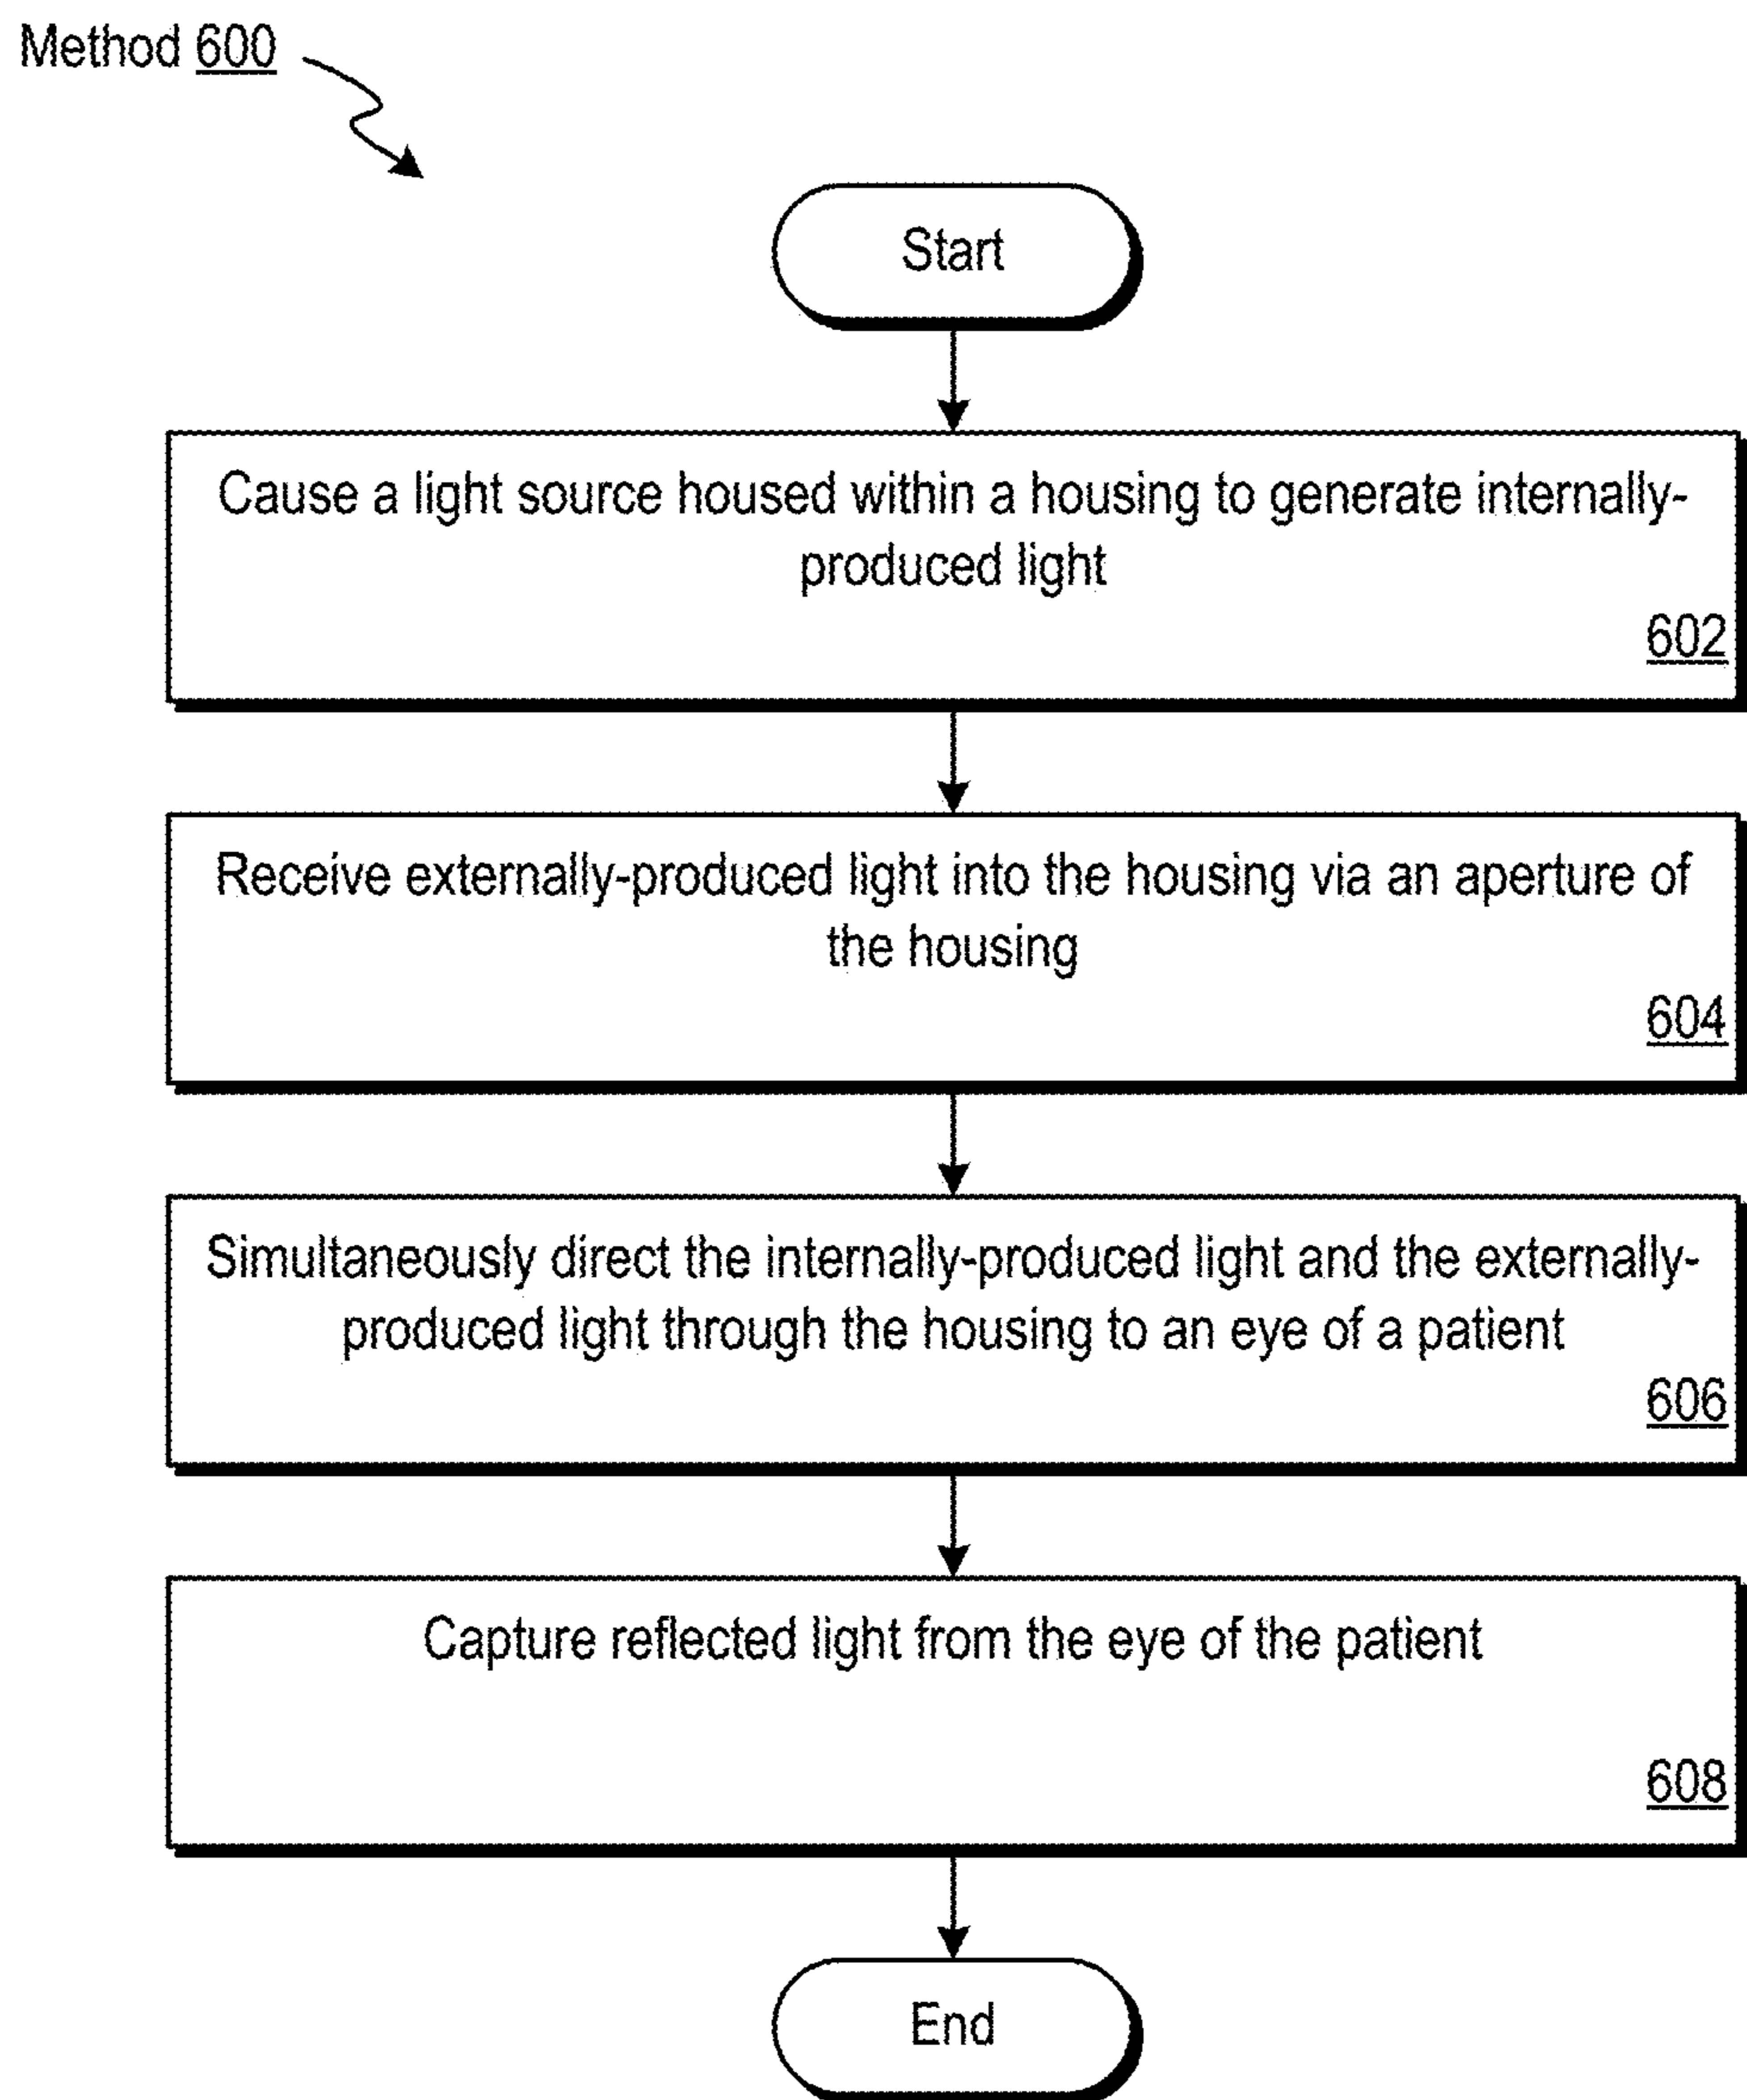 Method 600
Start
Cause a light source housed within a housing to generate internally-
produced light
602
Receive externally-produced light into the housing via an aperture of
the housing
604
Simultaneously direct the internally-produced light and the externally-
produced light through the housing to an eye of a patient
606
Capture reflected light from the eye of the patient
608
End